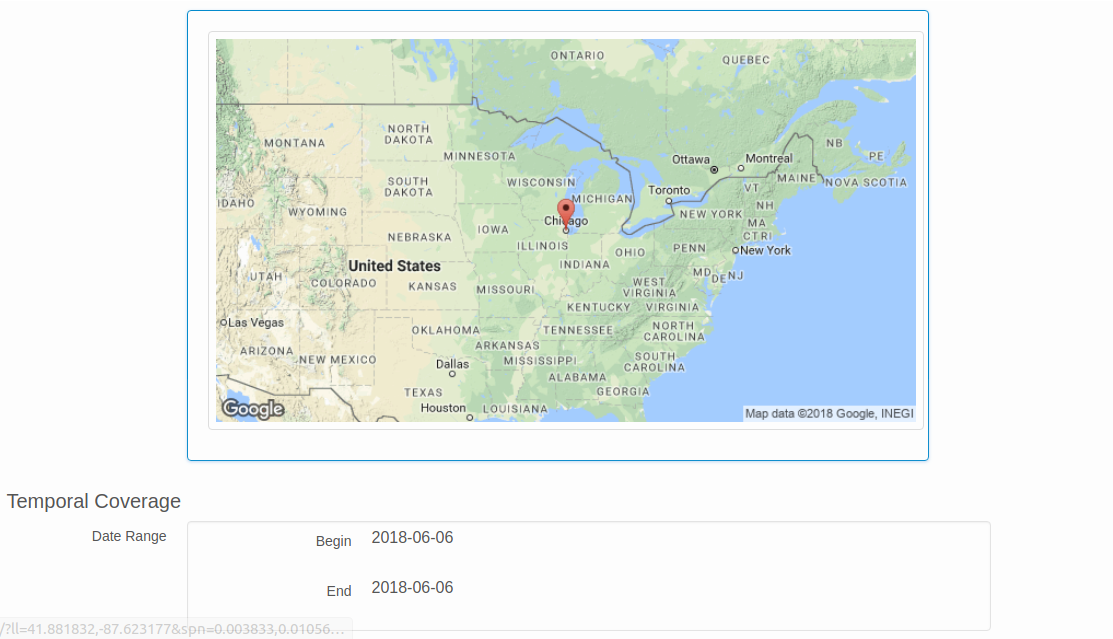 ONTARIO
QUEBEC
NORTH
DAKOTA
MONTANA
MINNESOTA
Ottawa
Montreal
NB
PE
MAINE
NOVA SCOTIA
SOUTH
DAKOTA
WISCONSIN
MICHIGAN
Toronto
VT
NH
IDAHO
WYOMING
NEW YORK
MA
Chicago
CT RI
IOWA
NEBRASKA
ILLINOIS
OHIO
PENN
New York
United States
INDIANA
UTAH
COLORADO
KANSAS
MISSOURI
WEST
VIRGINIA
MD
DE
NJ
KENTUCKY
VIRGINIA
Las Vegas
OKLAHOMA
TENNESSEE
NORTH
CAROLINA
ARKANSAS
ARIZONA
NEW MEXICO
MISSISSIPPI
SOUTH
CAROLINA
Dallas
ALABAMA
TEXAS
GEORGIA
Houston
LOUISIANA
Google
Map data ©2018 Google, INEGI
Temporal Coverage
Date Range
Begin 2018-06-06
End 2018-06-06
/?ll=41.881832,-87.623177&spn=0.003833,0.01056…